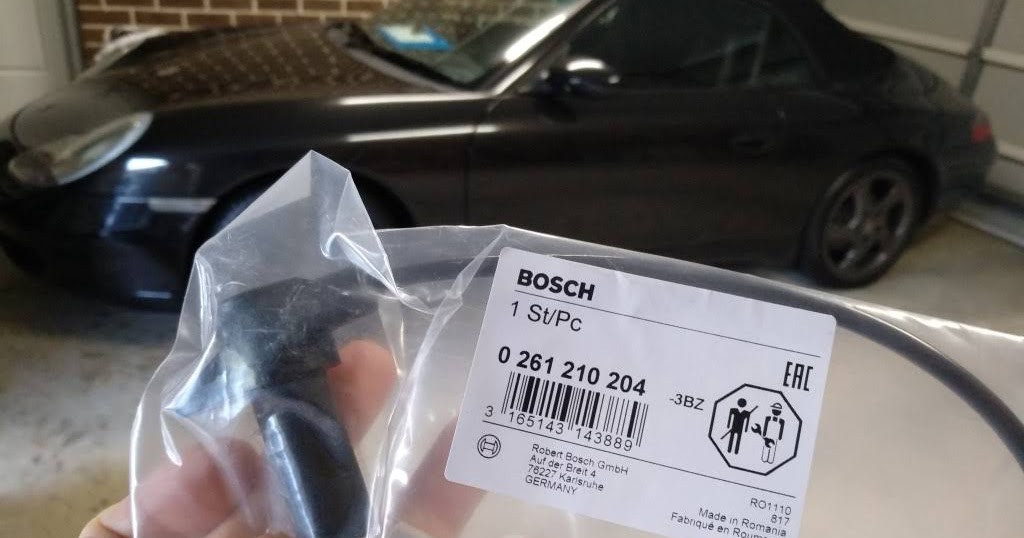 BOSCH
1 St/Pc
0 261 210 204
-3BZ
EAC
3 165143 143889
Robert Bosch GmbH
Auf der Breit 4
76227 Karlsruhe
GERMANY
RO1110
817
Made in Romania
Fabriqué en